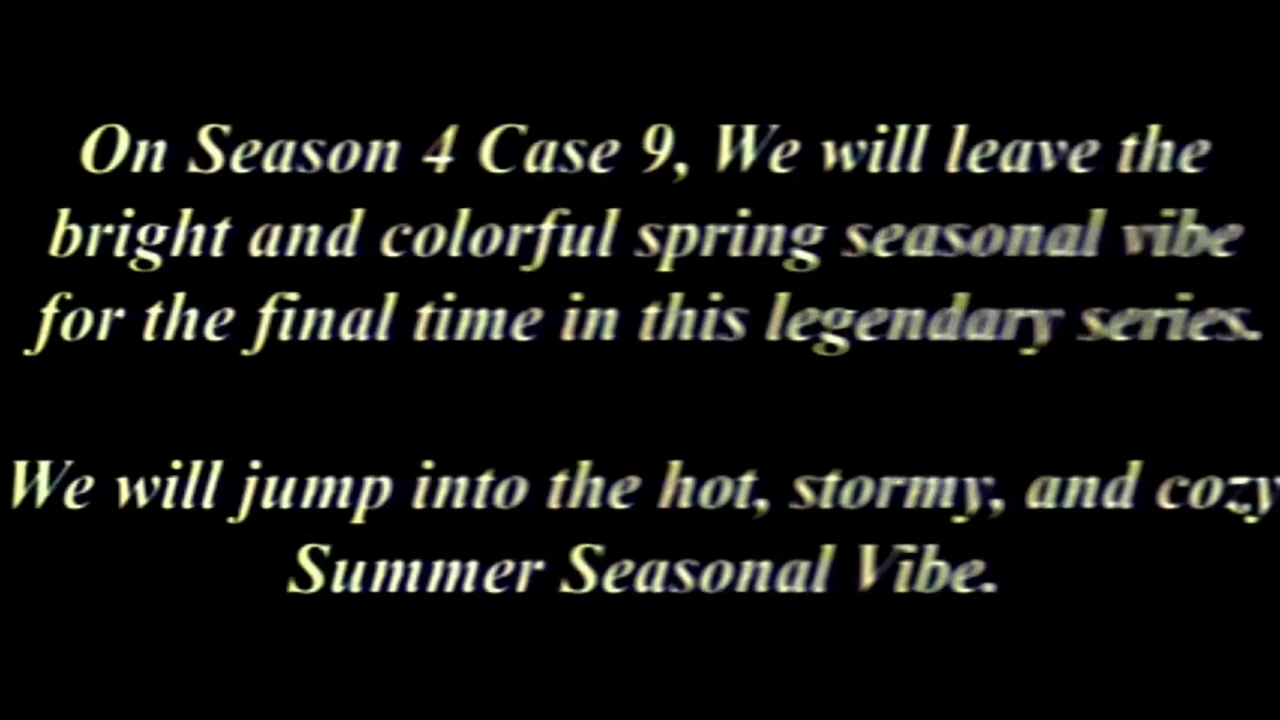 On Season 4 Case 9, We will leave the
bright and colorful spring seasonal vibe
for the final time in this legendary series.
We will jump into the hot, stormy, and cozy
Summer Seasonal Vibe.